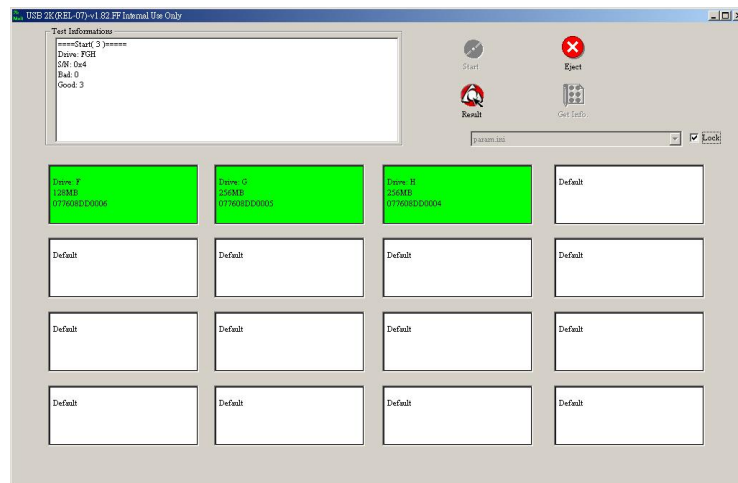 USB 2K(REL-07)-v1.82.FF Internal Use Only
Test Informations
====Start( 3 )=====
Drive: FGH
S/N: 0x4
Bad: 0
Good: 3
Start
Eject
Result
Get Info.
param.ini
Lock
Drive: F
128MB
077608DD0006
Drive: G
256MB
077608DD0005
Drive: H
256MB
077608DD0004
Default
Default
Default
Default
Default
Default
Default
Default
Default
Default
Default
Default
Default